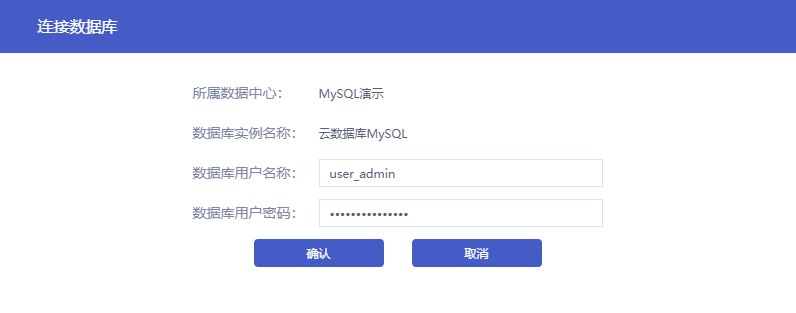 连接数据库
所属数据中心： MySQL演示
数据库实例名称： 云数据库MySQL
数据库用户名称： user_admin
数据库用户密码： •••••••••••••••
确认 取消